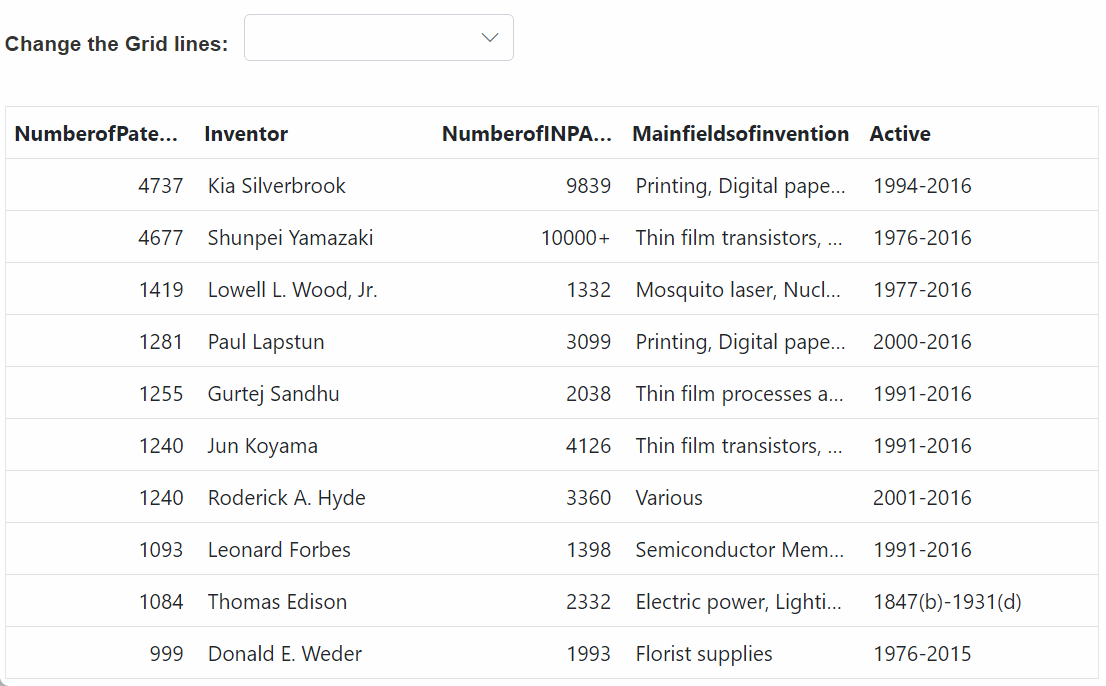 Change the Grid lines:
NumberofPate... Inventor NumberofINPA... Mainfieldsofinvention Active
4737 Kia Silverbrook 9839 Printing, Digital pape... 1994-2016
4677 Shunpei Yamazaki 10000+ Thin film transistors, ... 1976-2016
1419 Lowell L. Wood, Jr. 1332 Mosquito laser, Nucl... 1977-2016
1281 Paul Lapstun 3099 Printing, Digital pape... 2000-2016
1255 Gurtej Sandhu 2038 Thin film processes a... 1991-2016
1240 Jun Koyama 4126 Thin film transistors, ... 1991-2016
1240 Roderick A. Hyde 3360 Various 2001-2016
1093 Leonard Forbes 1398 Semiconductor Mem... 1991-2016
1084 Thomas Edison 2332 Electric power, Lighti... 1847(b)-1931(d)
999 Donald E. Weder 1993 Florist supplies 1976-2015